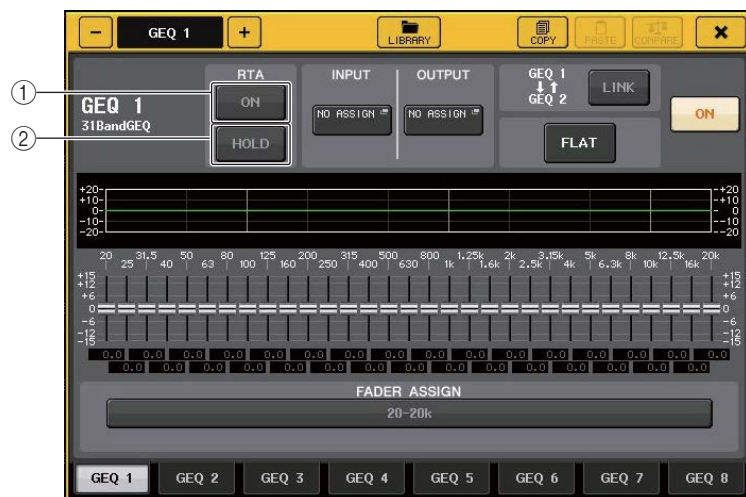 GEQ 1
LIBRARY
COPY
PASTE
COMPARE
①
②
GEQ 1
31BandGEQ
RTA
ON
HOLD
INPUT
NO ASSIGN
OUTPUT
NO ASSIGN
GEQ 1
GEQ 2
LINK
FLAT
ON
+20 +20
+10 +10
0 0
-10 -10
-20 -20
20 31.5 50 80 125 200 315 500 800 1.25k 2k 3.15k 5k 8k 12.5k 20k
25 40 63 100 160 250 400 630 1k 1.6k 2.5k 4k 6.3k 10k 16k
+15 +15
+12 +12
+6 +6
0 0
-6 -6
-12 -12
-15 -15
0.0 0.0 0.0 0.0 0.0 0.0 0.0 0.0 0.0 0.0 0.0 0.0 0.0 0.0 0.0 0.0
0.0 0.0 0.0 0.0 0.0 0.0 0.0 0.0 0.0 0.0 0.0 0.0 0.0 0.0 0.0
FADER ASSIGN
20-20k
GEQ 1 GEQ 2 GEQ 3 GEQ 4 GEQ 5 GEQ 6 GEQ 7 GEQ 8